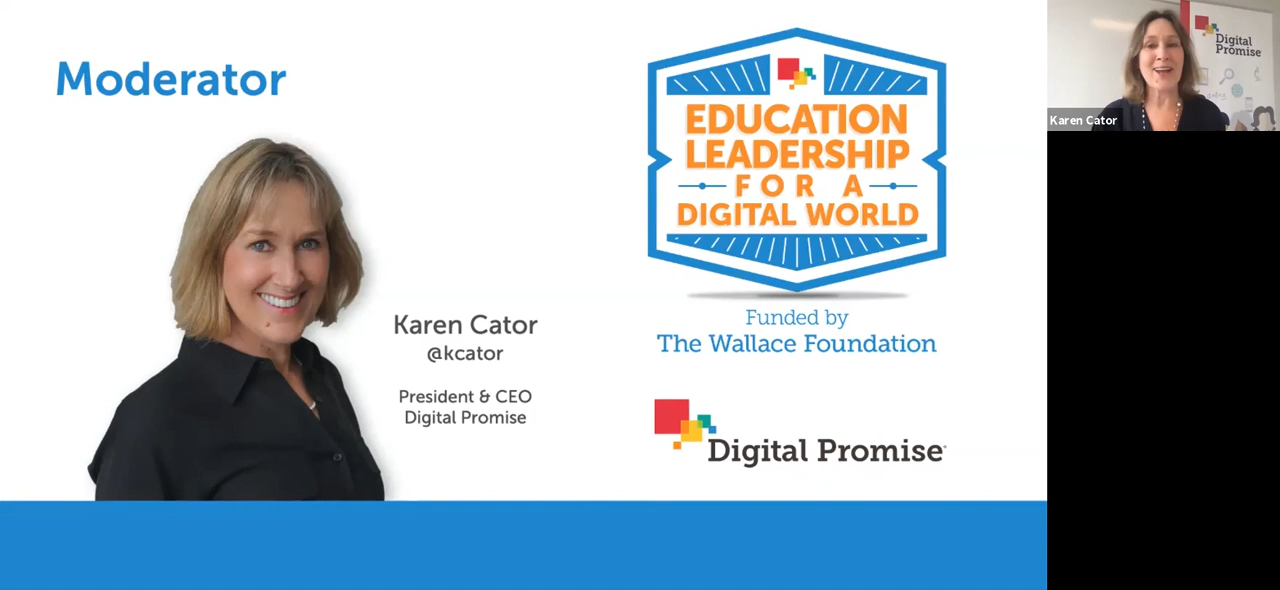 Moderator
Karen Cator
@kcator
President & CEO
Digital Promise
EDUCATION
LEADERSHIP
FOR A
DIGITAL WORLD
Funded by
The Wallace Foundation
Digital Promise
Digital
Promise
Karen Cator